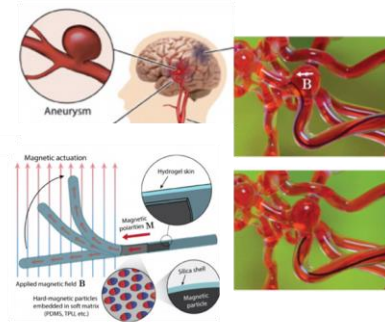 Aneurysm
B
Magnetic actuation
Hydrogel skin
Magnetic
polarities M
Applied magnetic field B
Hard-magnetic particles
embedded in soft matrix
(PDMS, TPU, etc.)
Silica shell
Magnetic
particle